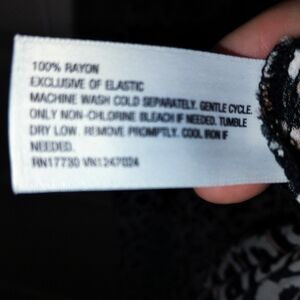 100% RAYON
EXCLUSIVE OF ELASTIC
MACHINE WASH COLD SEPARATELY. GENTLE CYCLE.
ONLY NON-CHLORINE BLEACH IF NEEDED. TUMBLE
DRY LOW. REMOVE PROMPTLY. COOL IRON IF
NEEDED.
RN17730 VN1247024